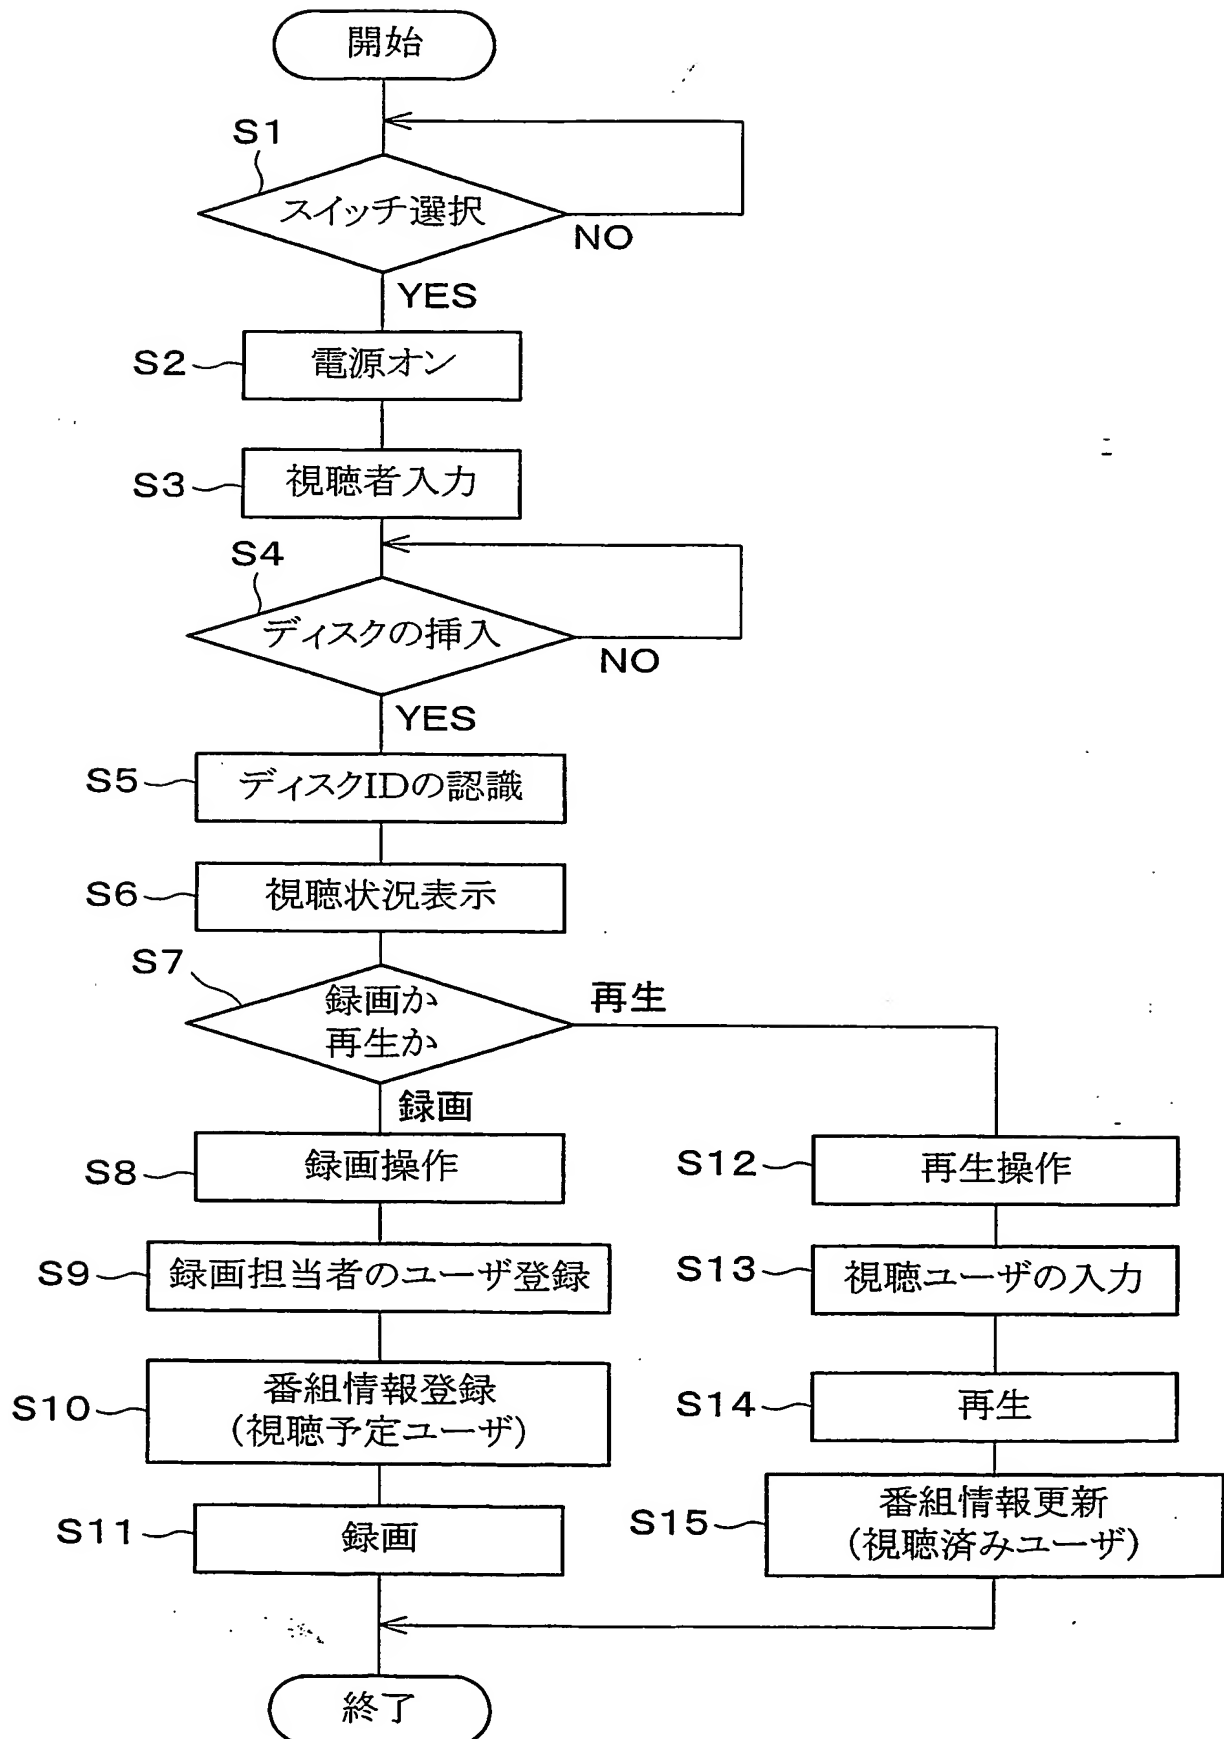 開始
S1
スイッチ選択
NO
YES
S2
電源オン
S3
視聴者入力
S4
ディスクの挿入
NO
YES
S5
ディスクIDの認識
S6
視聴状況表示
S7
録画か
再生か
再生
録画
S8
録画操作
S9
録画担当者のユーザ登録
S10
番組情報登録
(視聴予定ユーザ)
S11
録画
S12
再生操作
S13
視聴ユーザの入力
S14
再生
S15
番組情報更新
(視聴済みユーザ)
終了